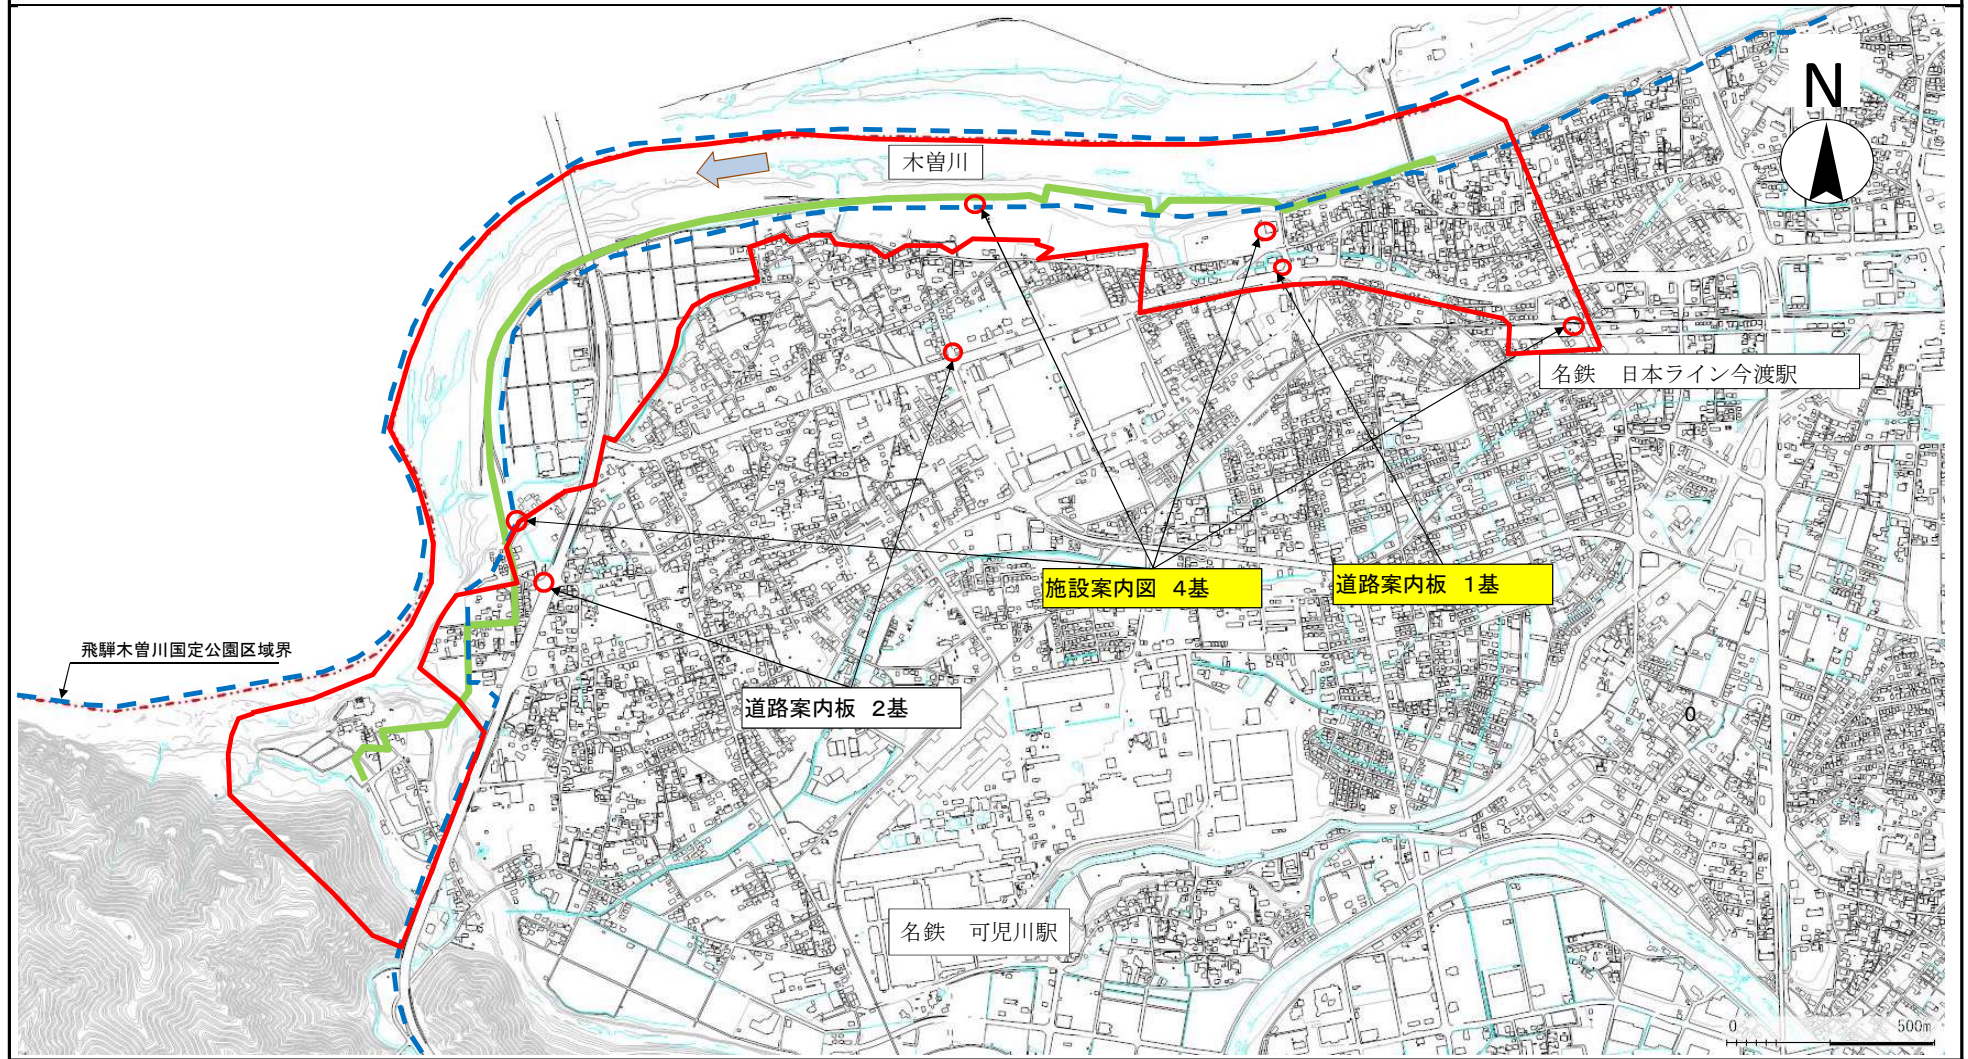 N
木曽川
名鉄 日本ライン今渡駅
施設案内図 4基
道路案内板 1基
飛騨木曽川国定公園区域界
道路案内板 2基
0
名鉄 可児川駅
0 500m